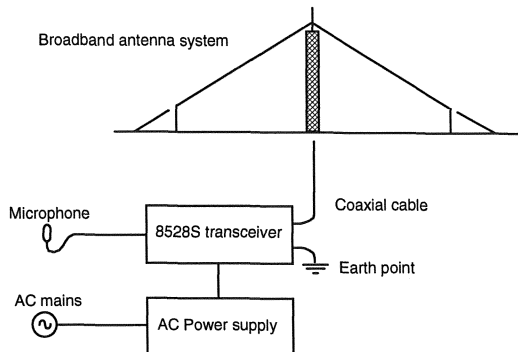 Broadband antenna system
Coaxial cable
Microphone
8528S transceiver
Earth point
AC mains
AC Power supply